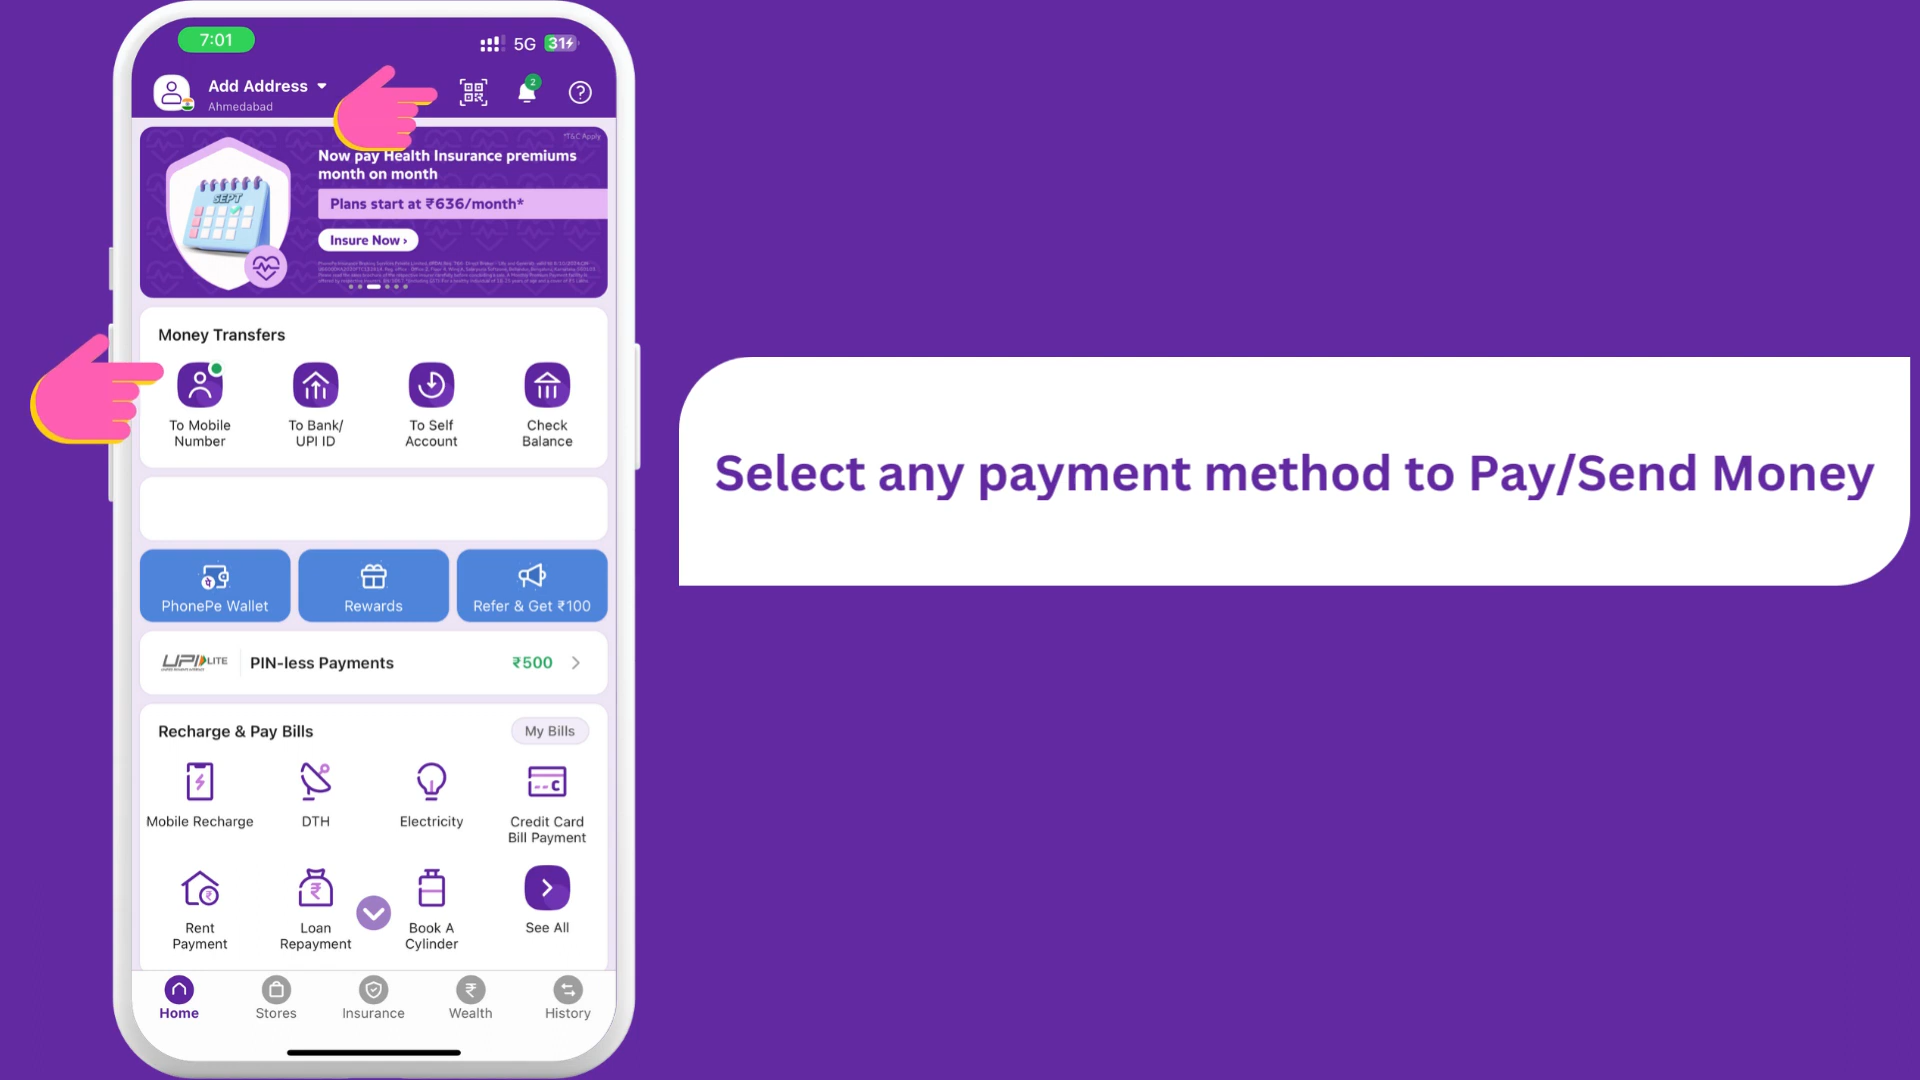 7:01
5G 31
Add Address
Ahmedabad
2
*T&C Apply
Now pay Health Insurance premiums
month on month
SEPT
Plans start at ₹636/month*
Insure Now ›
Money Transfers
To Mobile
Number
To Bank/
UPI ID
To Self
Account
Check
Balance
Select any payment method to Pay/Send Money
PhonePe Wallet
Rewards
Refer & Get ₹100
UPI LITE
PIN-less Payments
₹500
Recharge & Pay Bills
My Bills
Mobile Recharge
DTH
Electricity
Credit Card
Bill Payment
Rent
Payment
Loan
Repayment
Book A
Cylinder
See All
Home
Stores
Insurance
Wealth
History